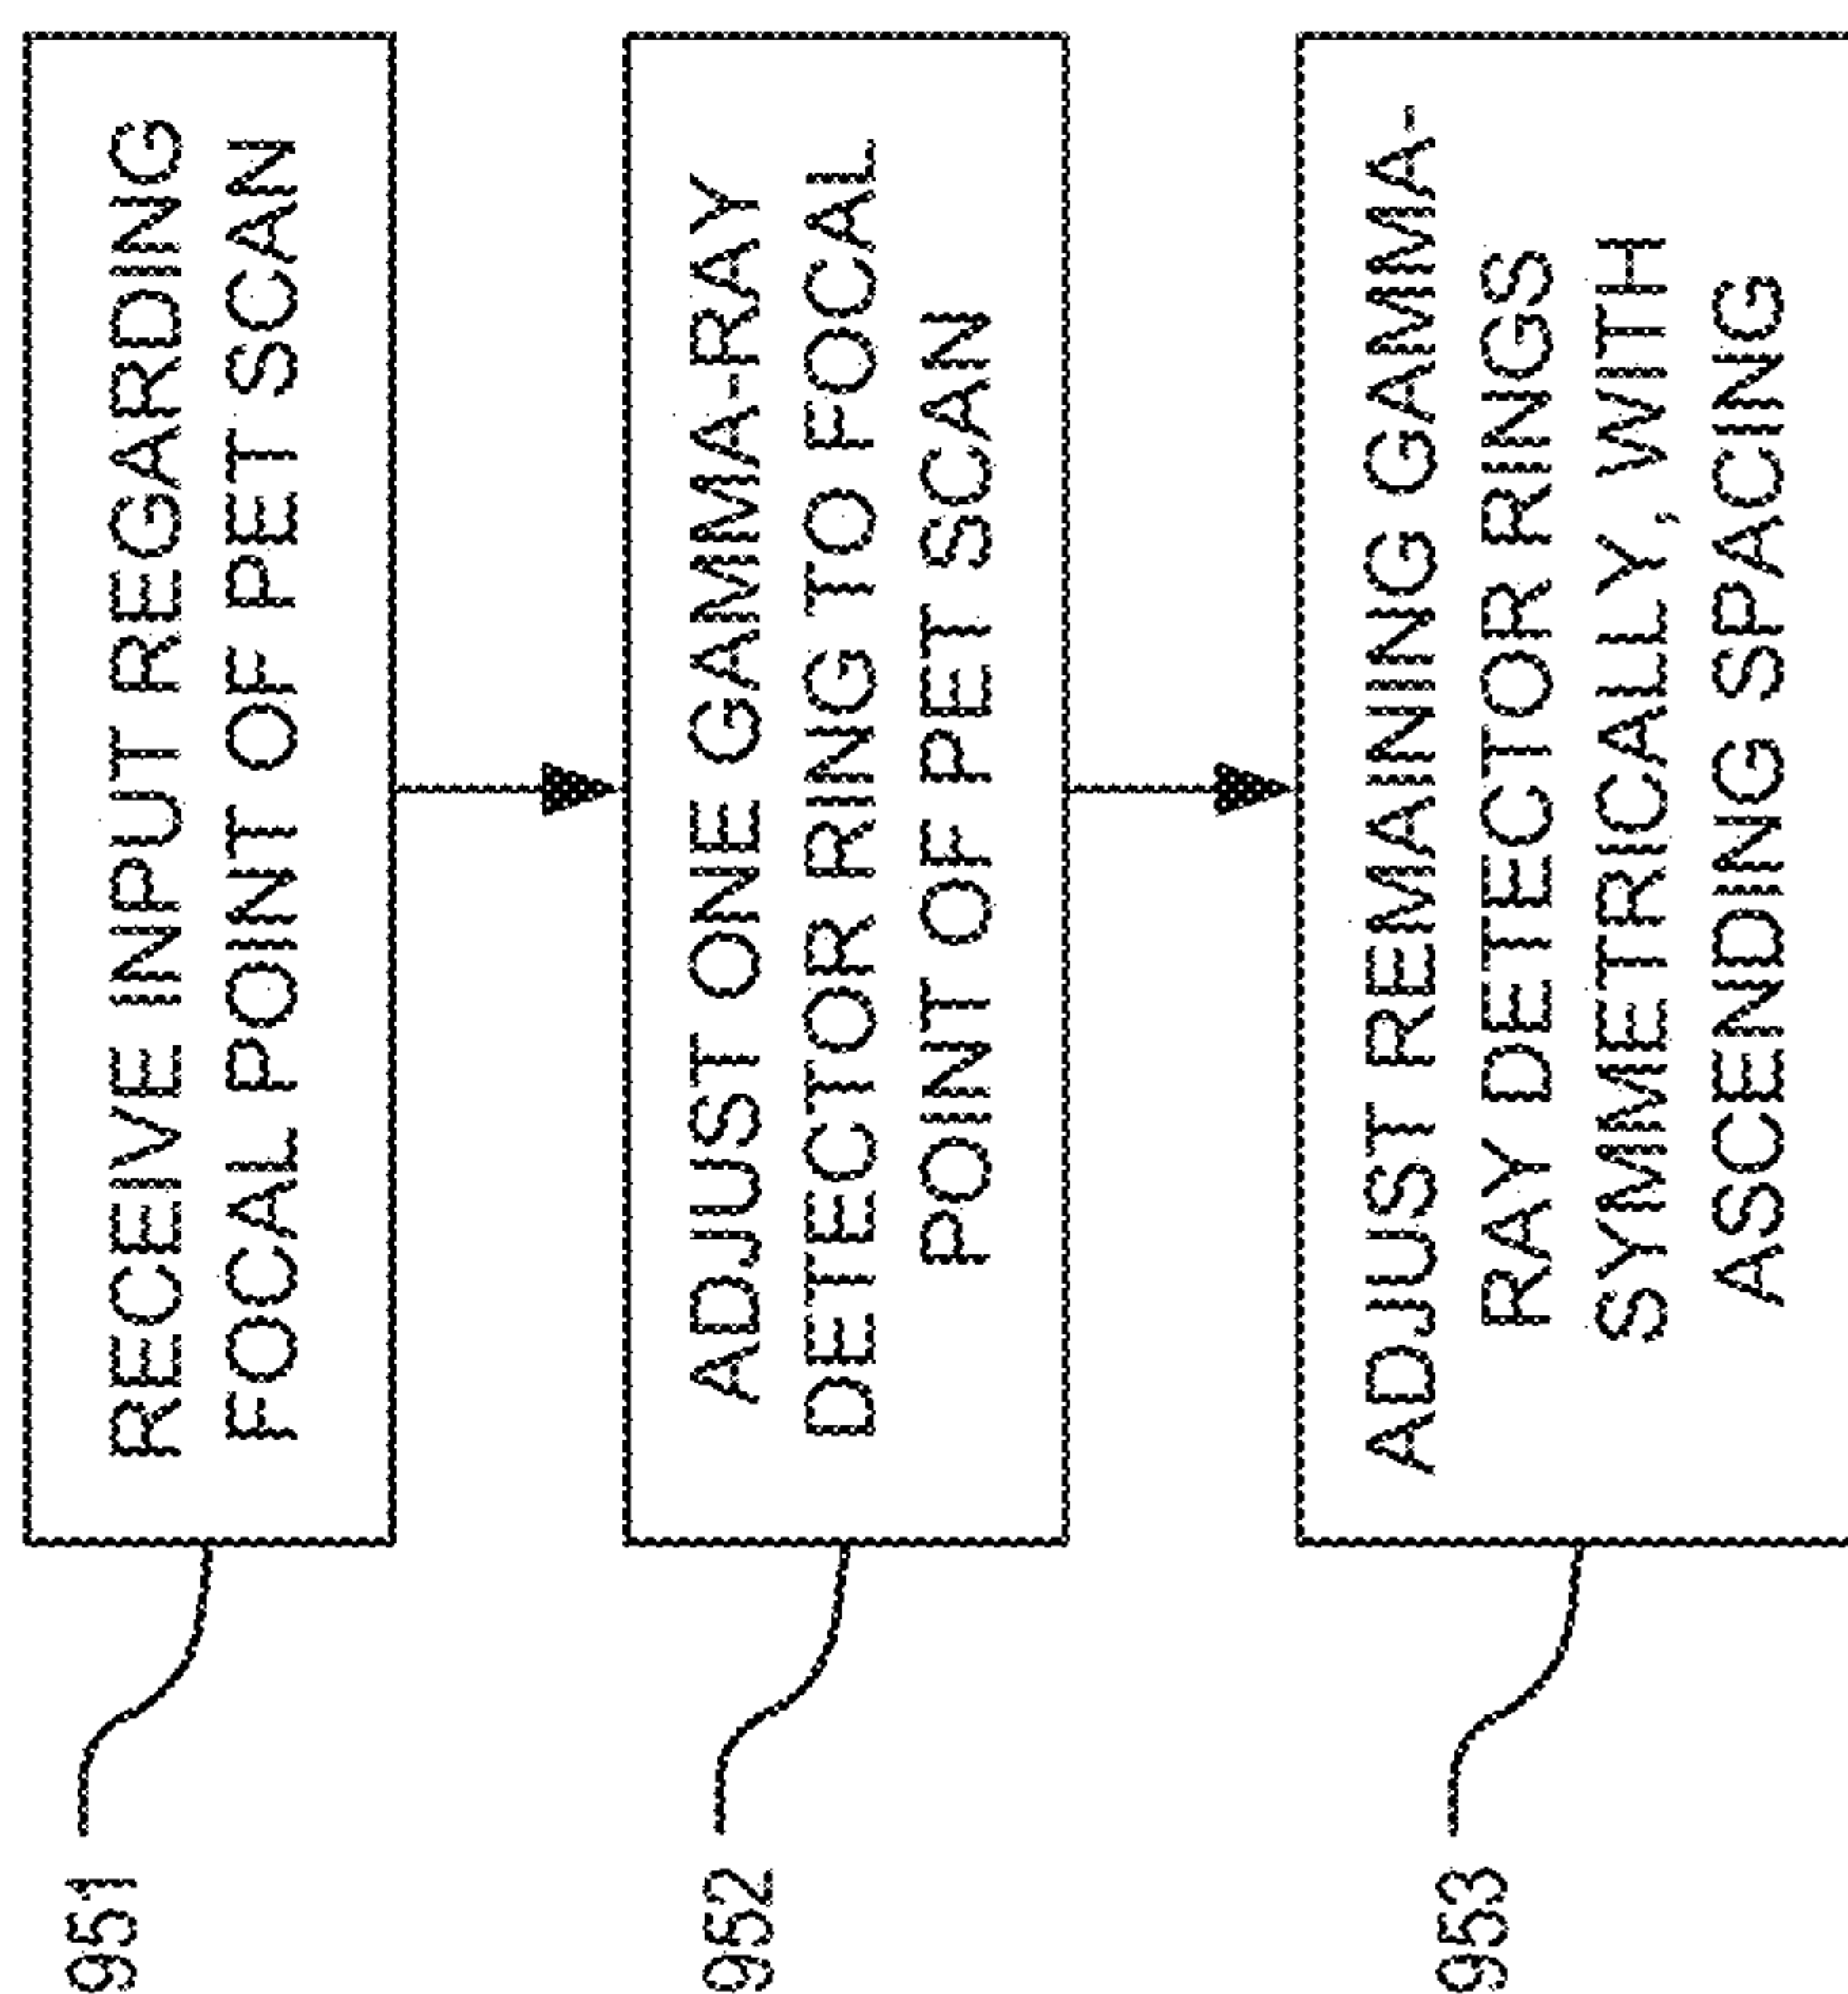 951
RECEIVE INPUT REGARDING
FOCAL POINT OF PET SCAN
952
ADJUST ONE GAMMA-RAY
DETECTOR RING TO FOCAL
POINT OF PET SCAN
953
ADJUST REMAINING GAMMA-
RAY DETECTOR RINGS
SYMMETRICALLY, WITH
ASCENDING SPACING